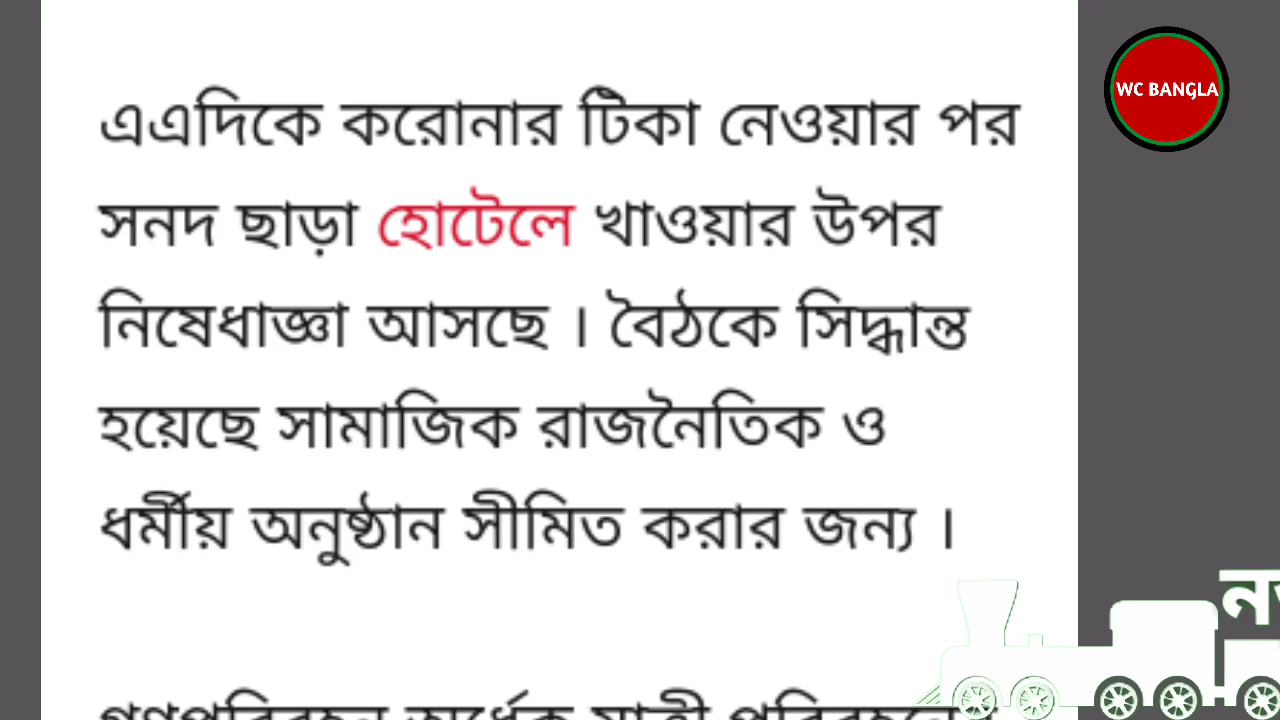 এএদিকে করোনার টিকা নেওয়ার পর
সনদ ছাড়া হোটেলে খাওয়ার উপর
নিষেধাজ্ঞা আসছে । বৈঠকে সিদ্ধান্ত
হয়েছে সামাজিক রাজনৈতিক ও
ধর্মীয় অনুষ্ঠান সীমিত করার জন্য ।
WC BANGLA